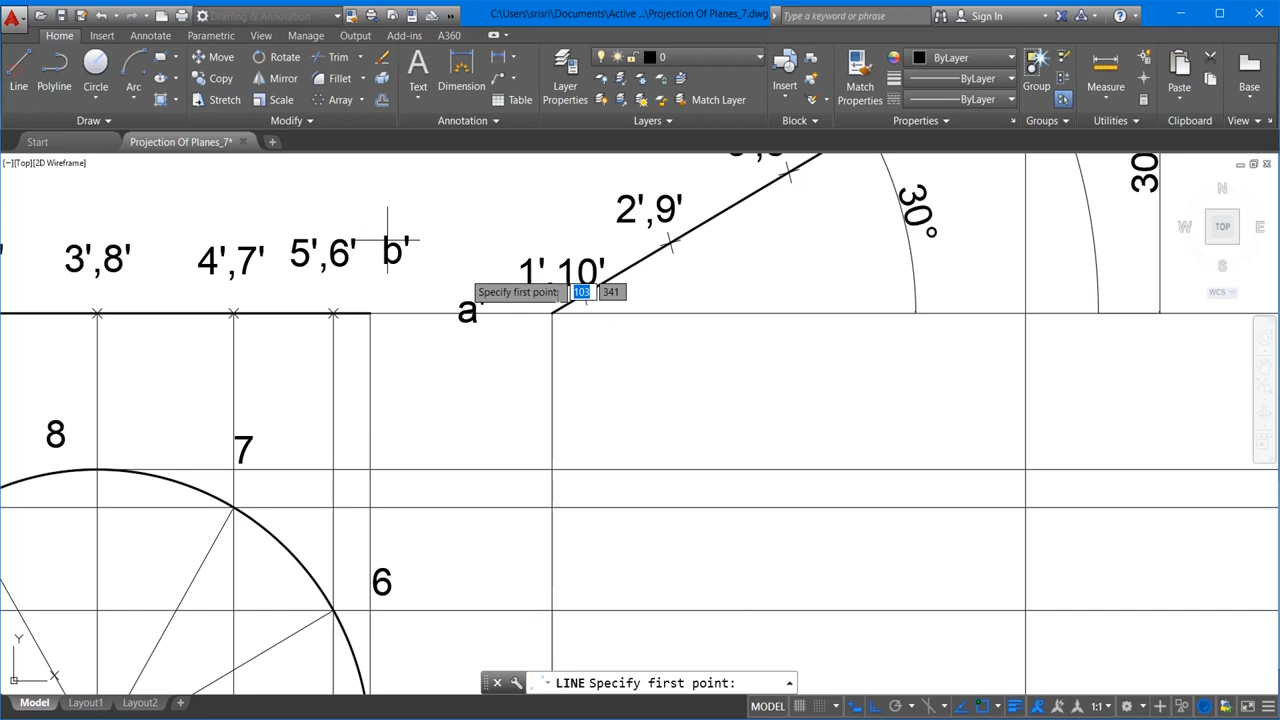 Drafting & Annotation
C:\Users\srisri\Documents\Active ...\Projection Of Planes_7.dwg
Type a keyword or phrase
Sign In
Home Insert Annotate Parametric View Manage Output Add-ins A360
Line
Polyline
Circle
Arc
Move
Rotate
Trim
Copy
Mirror
Fillet
Stretch
Scale
Array
Text
Dimension
Table
Layer
Properties
0
Match Layer
Insert
Match
Properties
ByLayer
ByLayer
ByLayer
Group
Measure
Paste
Base
Draw
Modify
Annotation
Layers
Block
Properties
Groups
Utilities
Clipboard
View
Start
Projection Of Planes_7*
[−][Top][2D Wireframe]
N
W
TOP
E
S
WCS
30
30°
2',9'
3',8'
4',7'
5',6'
b'
1',10'
a'
Specify first point:
103
341
8
7
6
Y
X
LINE Specify first point:
Model
Layout1
Layout2
MODEL
1:1